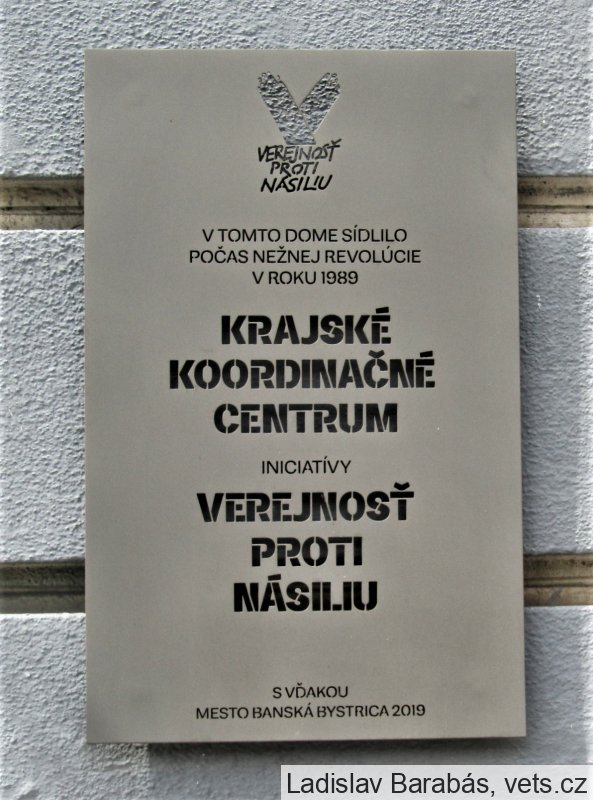 VEREJNOSŤ
PROTI
NÁSILIU
V TOMTO DOME SÍDLILO
POČAS NEŽNEJ REVOLÚCIE
V ROKU 1989
KRAJSKÉ
KOORDINAČNÉ
CENTRUM
INICIATÍVY
VEREJNOSŤ
PROTI
NÁSILIU
S VĎAKOU
MESTO BANSKÁ BYSTRICA 2019
Ladislav Barabás, vets.cz